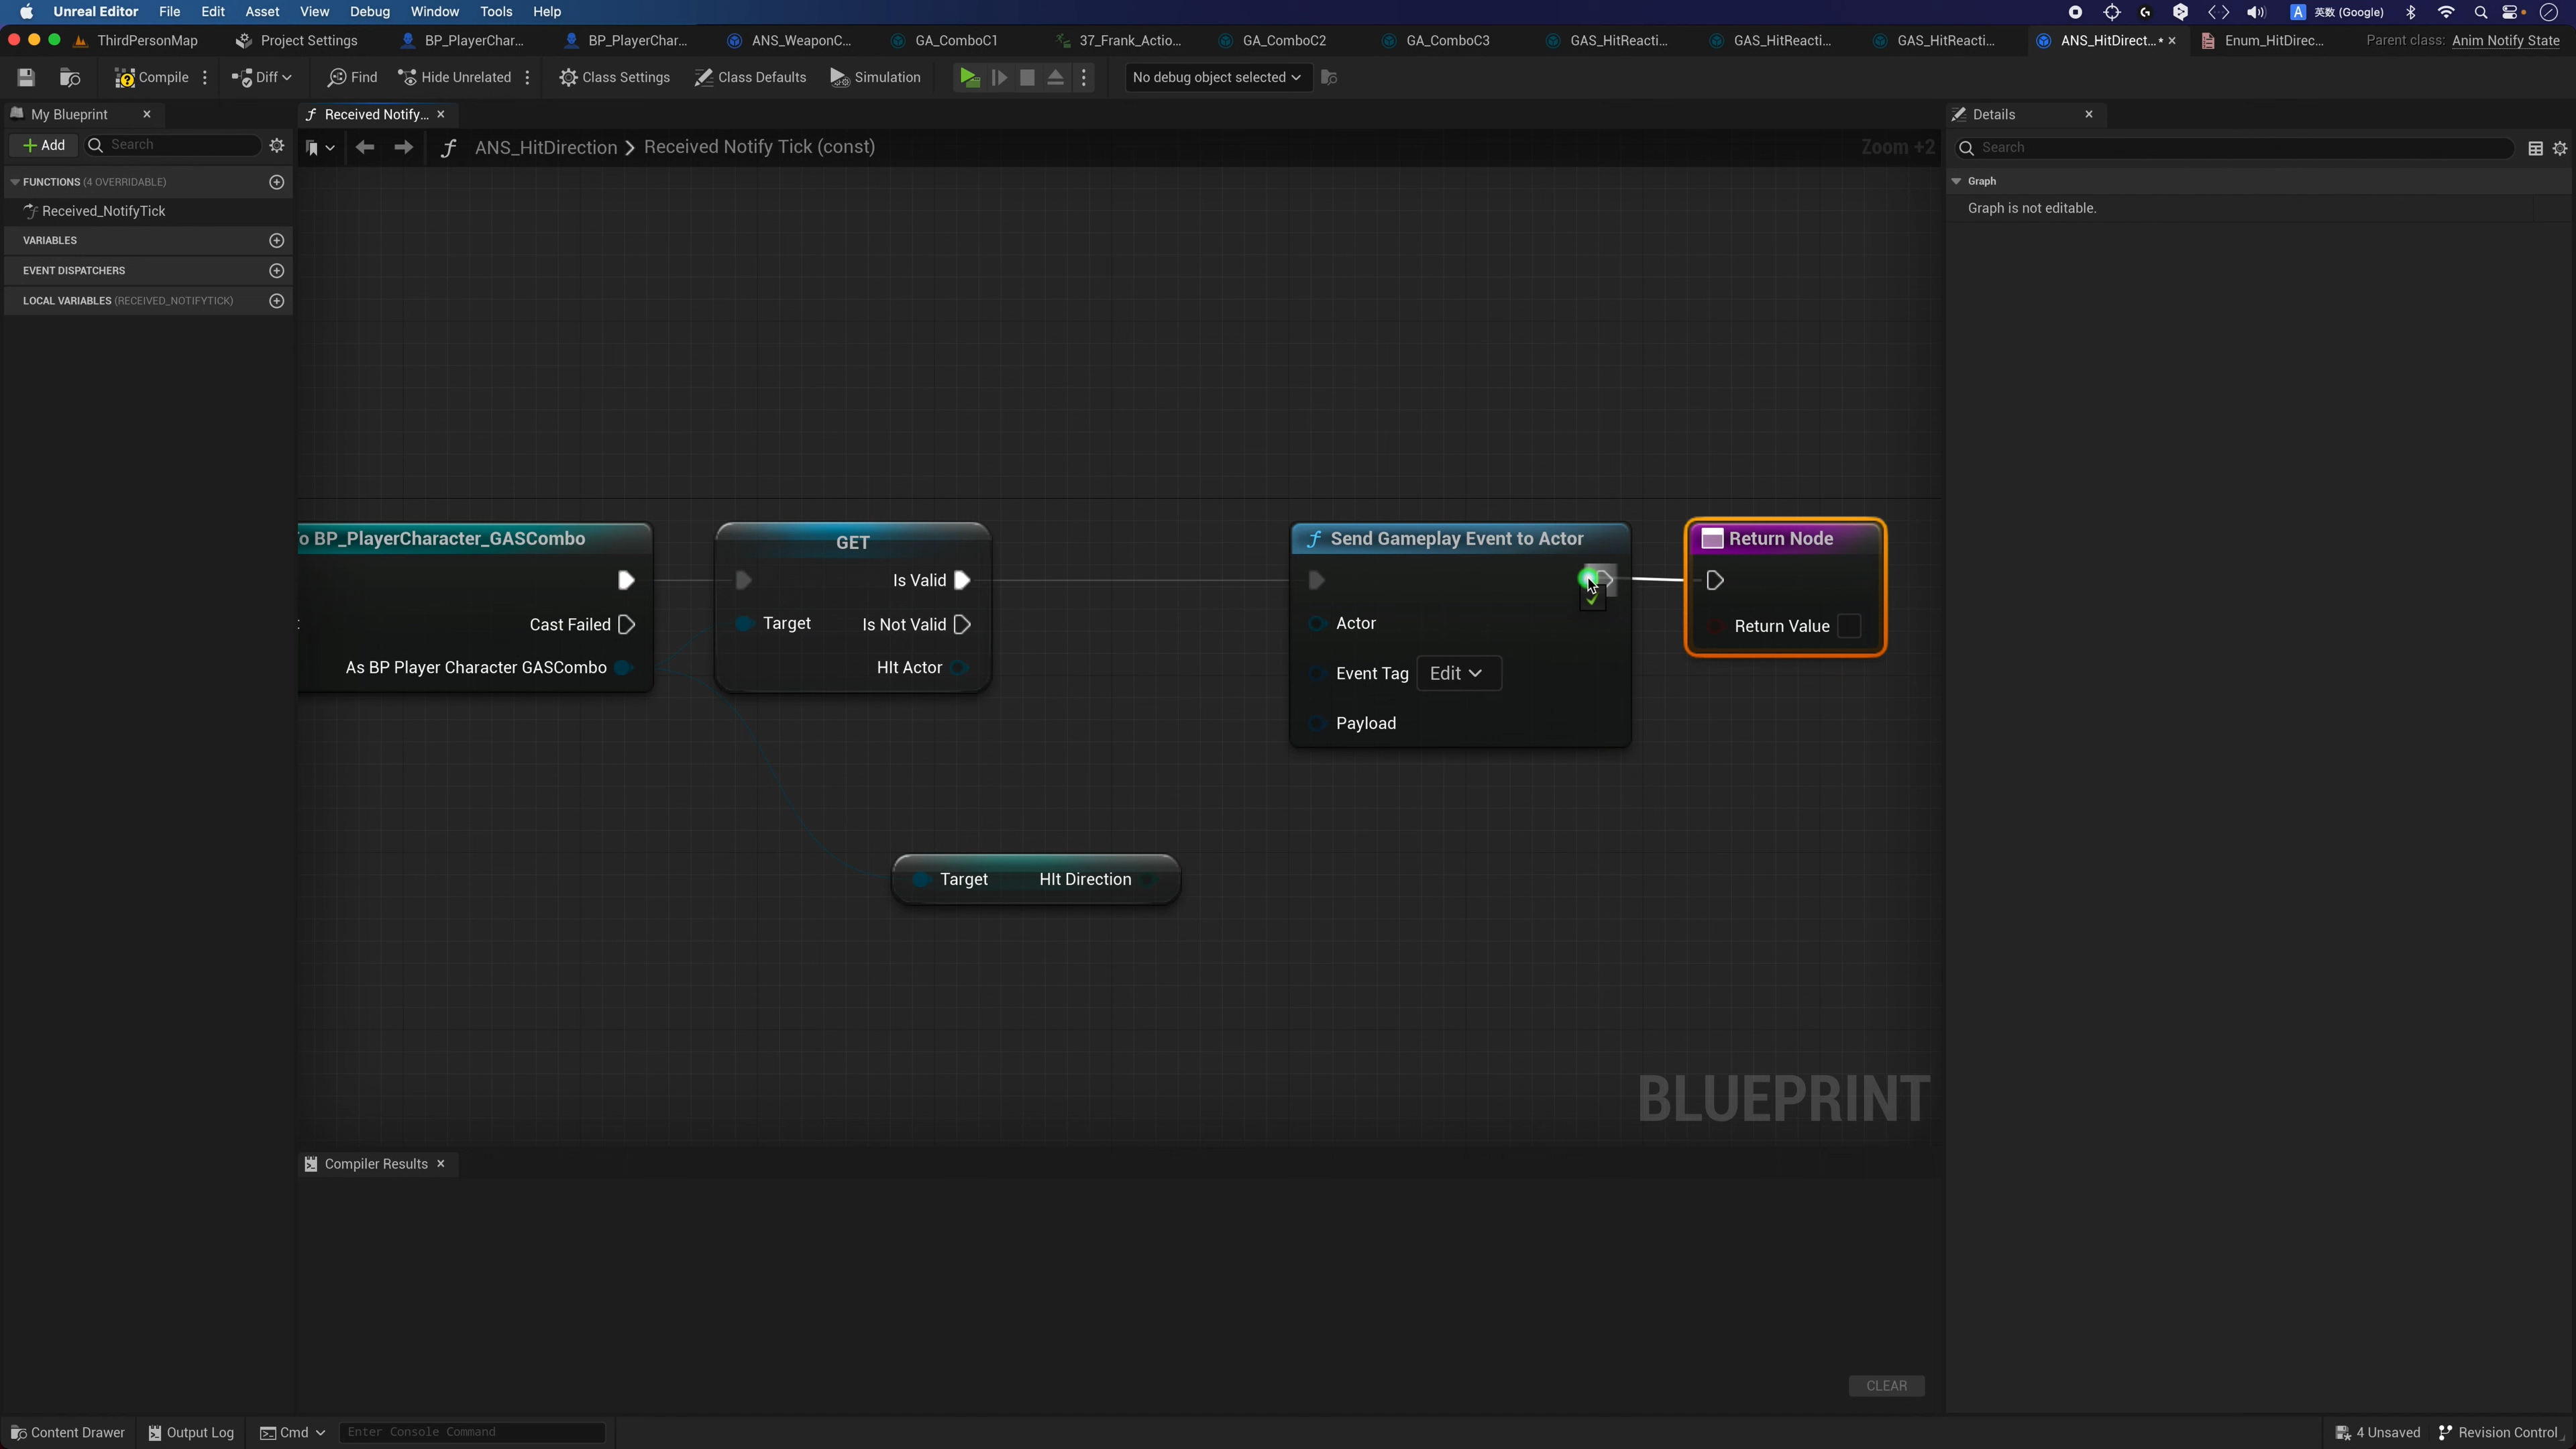 Unreal Editor File Edit Asset View Debug Window Tools Help A 英数 (Google)
ThirdPersonMap Project Settings BP_PlayerChar... BP_PlayerChar... ANS_WeaponC... GA_ComboC1 37_Frank_Actio... GA_ComboC2 GA_ComboC3 GAS_HitReacti... GAS_HitReacti... GAS_HitReacti... ANS_HitDirect...• Enum_HitDirec... Parent class: Anim Notify State
Compile Diff Find Hide Unrelated Class Settings Class Defaults Simulation No debug object selected
My Blueprint Received Notify... Details
Add Search ANS_HitDirection > Received Notify Tick (const) Zoom +2 Search
FUNCTIONS (4 OVERRIDABLE)
Received_NotifyTick
VARIABLES
EVENT DISPATCHERS
LOCAL VARIABLES (RECEIVED_NOTIFYTICK)
Graph
Graph is not editable.
BP_PlayerCharacter_GASCombo
Cast Failed
As BP Player Character GASCombo
GET
Is Valid
Target Is Not Valid
HIt Actor
Send Gameplay Event to Actor
Actor
Event Tag Edit
Payload
Return Node
Return Value
Target HIt Direction
BLUEPRINT
Compiler Results
CLEAR
Content Drawer Output Log Cmd Enter Console Command 4 Unsaved Revision Control